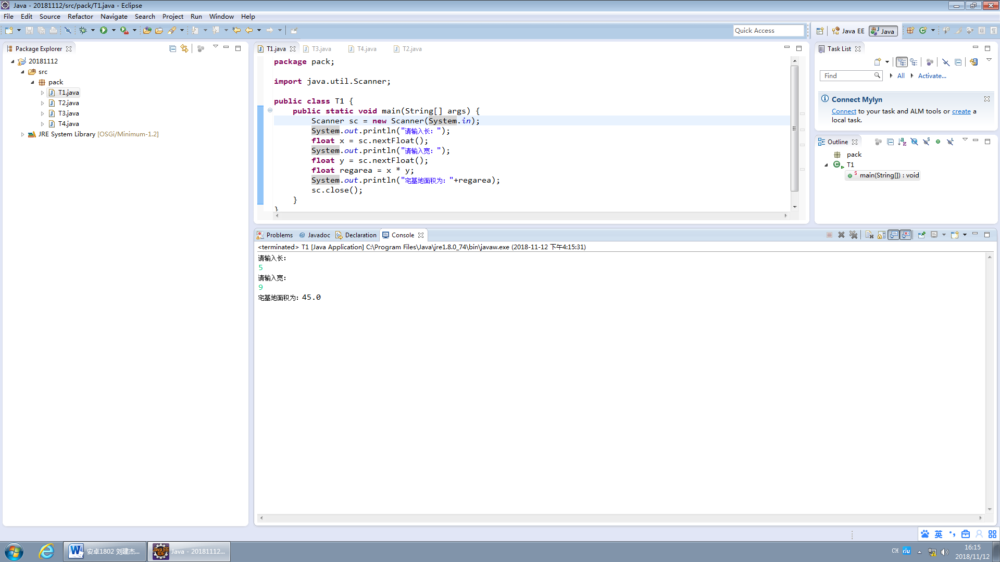 Java - 20181112/src/pack/T1.java - Eclipse
File Edit Source Refactor Navigate Search Project Run Window Help
Quick Access
Java EE
Java
Package Explorer
20181112
src
pack
T1.java
T2.java
T3.java
T4.java
JRE System Library [OSGi/Minimum-1.2]
T1.java T3.java T4.java T2.java
package pack;
import java.util.Scanner;
public class T1 {
public static void main(String[] args) {
Scanner sc = new Scanner(System.in);
System.out.println("请输入长：");
float x = sc.nextFloat();
System.out.println("请输入宽：");
float y = sc.nextFloat();
float regarea = x * y;
System.out.println("宅基地面积为："+regarea);
sc.close();
}
}
Task List
Find
All
Activate...
Connect Mylyn
Connect to your task and ALM tools or create a
local task.
Outline
pack
T1
main(String[]) : void
Problems @ Javadoc Declaration Console
<terminated> T1 [Java Application] C:\Program Files\Java\jre1.8.0_74\bin\javaw.exe (2018-11-12 下午4:15:31)
请输入长：
5
请输入宽：
9
宅基地面积为：45.0
英
安卓1802 刘建杰...
Java - 20181112...
CH du
16:15
2018/11/12